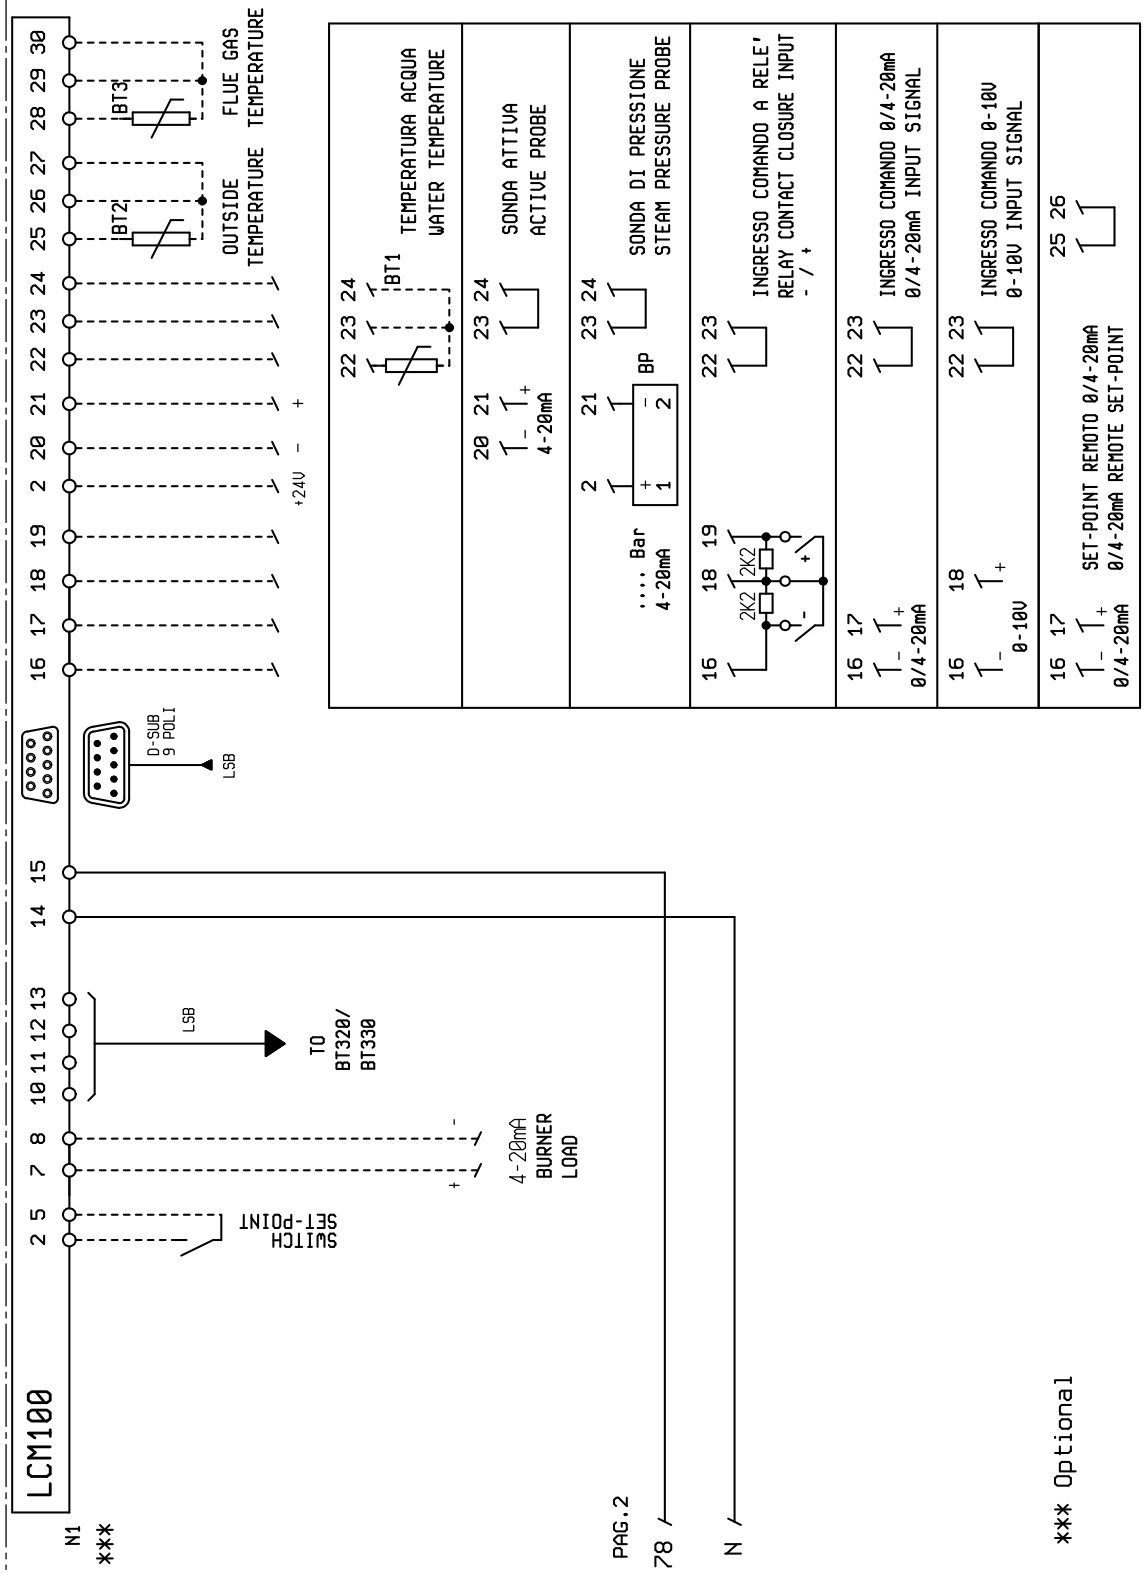 LCM100
N1
***
2 5 7 8 10 11 12 13 14 15 16 17 18 19 2 20 21 22 23 24 25 26 27 28 29 30
SWITCH
SET-POINT
+ -
4-20mA
BURNER
LOAD
LSB
TO
BT320/
BT330
D-SUB
9 POLI
LSB
+24V - +
BT2
OUTSIDE
TEMPERATURE
BT3
FLUE GAS
TEMPERATURE
22 23 24
BT1
TEMPERATURA ACQUA
WATER TEMPERATURE
20 21 23 24
- +
4-20mA
SONDA ATTIVA
ACTIVE PROBE
2 21 23 24
+ -
1 2
BP
.... Bar
4-20mA
SONDA DI PRESSIONE
STEAM PRESSURE PROBE
16 18 19 22 23
2K2 2K2
- +
INGRESSO COMANDO A RELE'
RELAY CONTACT CLOSURE INPUT
- / +
16 17 22 23
- +
0/4-20mA
INGRESSO COMANDO 0/4-20mA
0/4-20mA INPUT SIGNAL
16 18 22 23
- +
0-10V
INGRESSO COMANDO 0-10V
0-10V INPUT SIGNAL
16 17 25 26
- +
0/4-20mA
SET-POINT REMOTO 0/4-20mA
0/4-20mA REMOTE SET-POINT
PAG.2
78
N
*** Optional